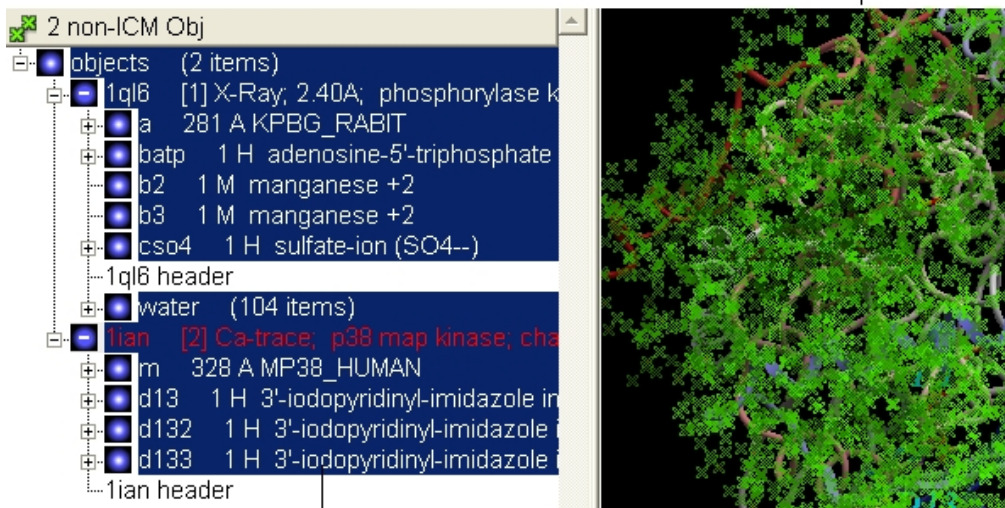 2 non-ICM Obj
objects (2 items)
1ql6 [1] X-Ray; 2.40A; phosphorylase k
a 281 A KPBG_RABIT
batp 1 H adenosine-5'-triphosphate
b2 1 M manganese +2
b3 1 M manganese +2
cso4 1 H sulfate-ion (SO4--)
1ql6 header
water (104 items)
1ian [2] Ca-trace; p38 map kinase; cha
m 328 A MP38_HUMAN
d13 1 H 3'-iodopyridinyl-imidazole in
d132 1 H 3'-iodopyridinyl-imidazole i
d133 1 H 3'-iodopyridinyl-imidazole i
1ian header